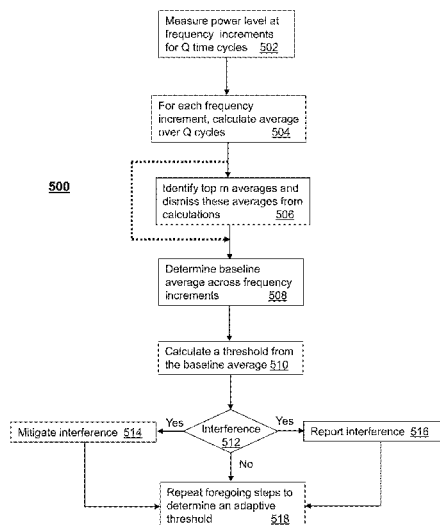 Measure power level at
frequency increments
for Q time cycles 502
For each frequency
increment, calculate average
over Q cycles 504
500
Identify top m averages and
dismiss these averages from
calculations 506
Determine baseline
average across frequency
increments 508
Calculate a threshold from
the baseline average 510
Yes
Interference
512
Yes
Mitigate interference 514
Report interference 516
No
Repeat foregoing steps to
determine an adaptive
threshold 518